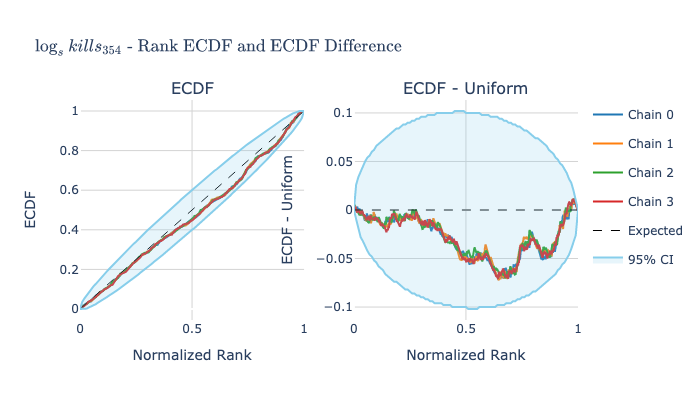 log_s kills_354 - Rank ECDF and ECDF Difference
ECDF
ECDF - Uniform
1
0.8
0.6
0.4
0.2
0
0
0.5
1
ECDF
Normalized Rank
0.1
0.05
0
−0.05
−0.1
0
0.5
1
ECDF - Uniform
Normalized Rank
Chain 0
Chain 1
Chain 2
Chain 3
Expected
95% CI